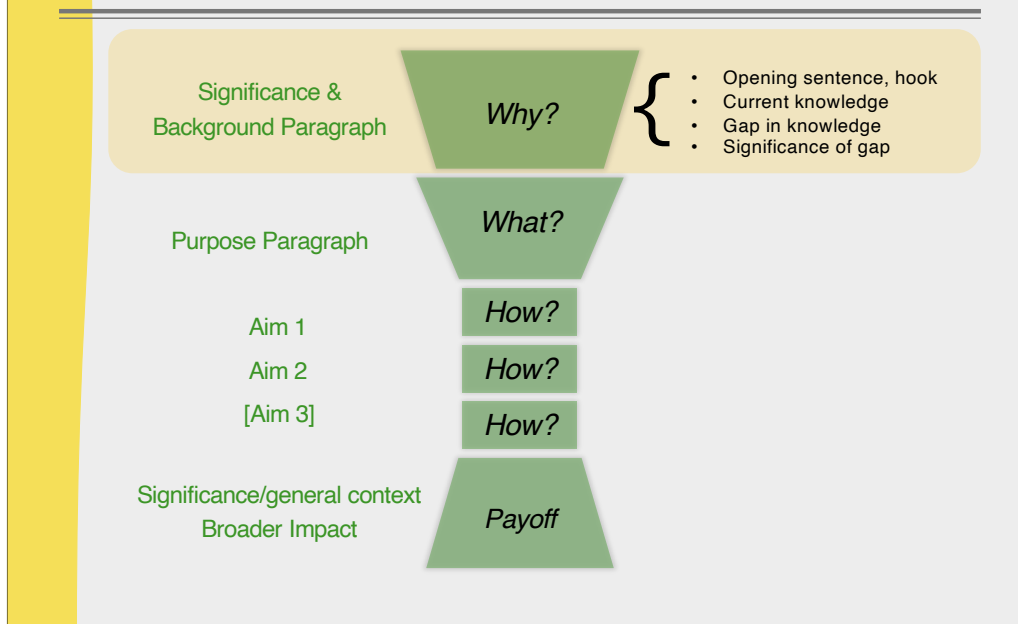 Significance &
Background Paragraph
Why?
{
• Opening sentence, hook
• Current knowledge
• Gap in knowledge
• Significance of gap
Purpose Paragraph
What?
Aim 1
How?
Aim 2
How?
[Aim 3]
How?
Significance/general context
Broader Impact
Payoff